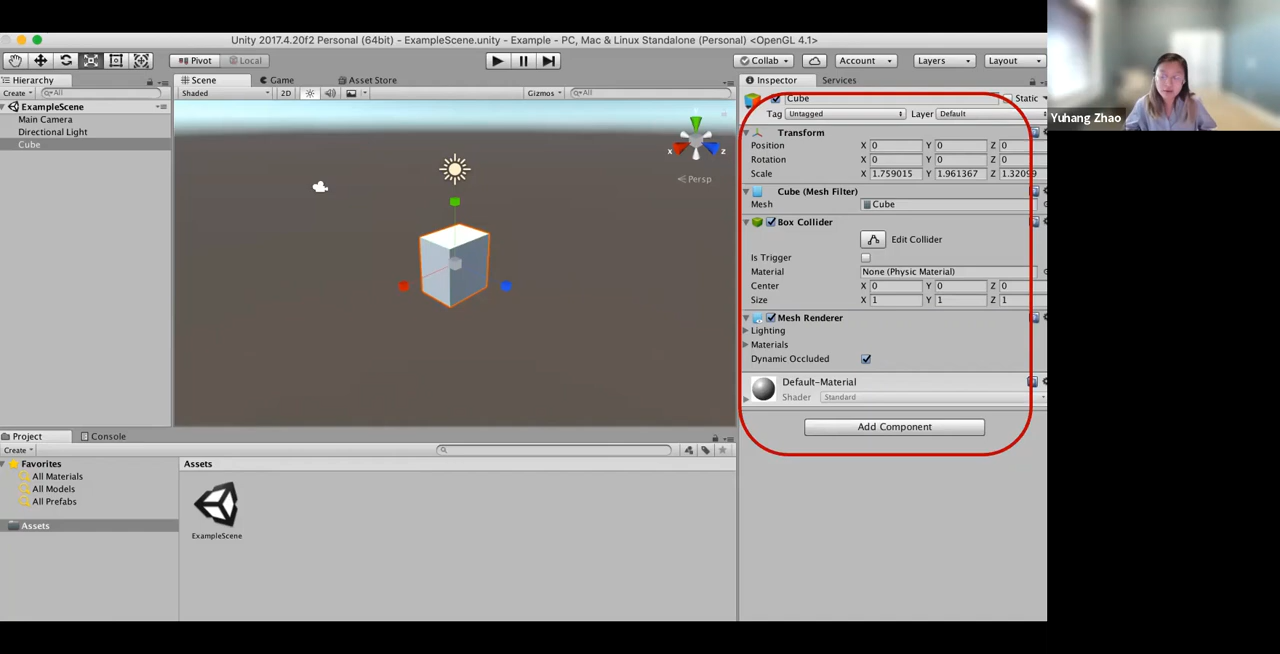 Unity 2017.4.20f2 Personal (64bit) - ExampleScene.unity - Example - PC, Mac & Linux Standalone (Personal) <OpenGL 4.1>
Pivot Local Collab Account Layers Layout
Hierarchy Scene Game Asset Store Inspector Services
Create All Shaded 2D Gizmos All
Cube Static
ExampleScene
Main Camera
Directional Light
Cube
x z
Persp
Tag Untagged Layer Default
Transform
Position X 0 Y 0 Z 0
Rotation X 0 Y 0 Z 0
Scale X 1.759015 Y 1.961367 Z 1.32099
Cube (Mesh Filter)
Mesh Cube
Box Collider
Edit Collider
Is Trigger
Material None (Physic Material)
Center X 0 Y 0 Z 0
Size X 1 Y 1 Z 1
Mesh Renderer
Lighting
Materials
Dynamic Occluded
Default-Material
Shader Standard
Add Component
Project Console
Create
Favorites
All Materials
All Models
All Prefabs
Assets
Assets
ExampleScene
Yuhang Zhao